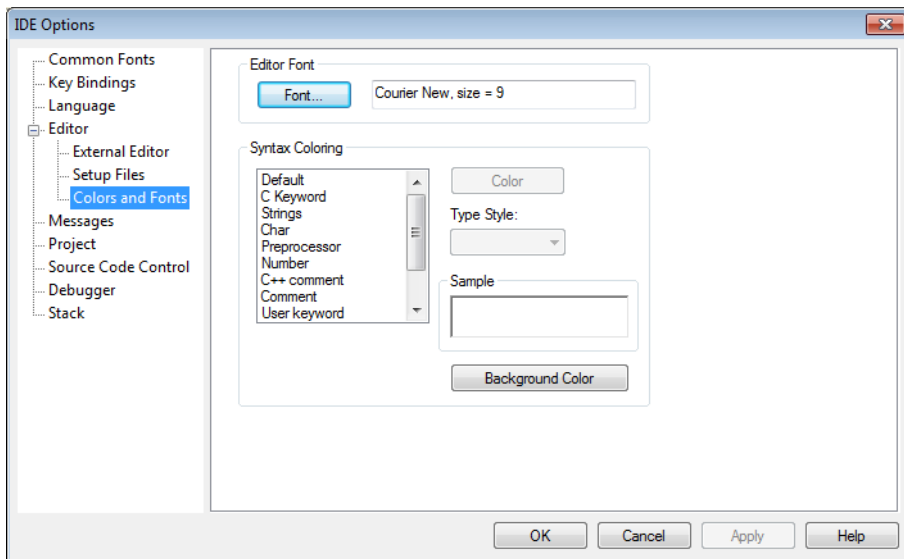 IDE Options
Common Fonts
Key Bindings
Language
Editor
External Editor
Setup Files
Colors and Fonts
Messages
Project
Source Code Control
Debugger
Stack
Editor Font
Font...
Courier New, size = 9
Syntax Coloring
Default
C Keyword
Strings
Char
Preprocessor
Number
C++ comment
Comment
User keyword
Color
Type Style:
Sample
Background Color
OK
Cancel
Apply
Help